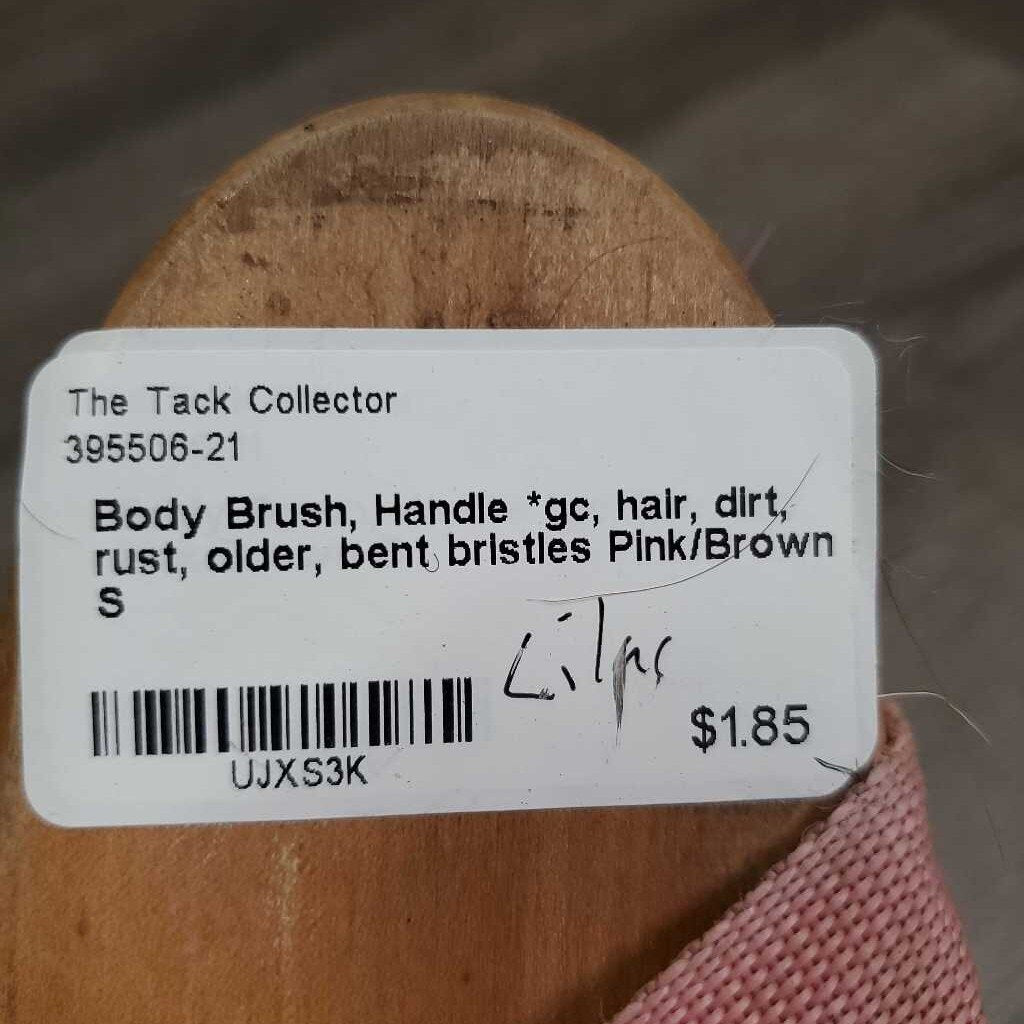 The Tack Collector
395506-21
Body Brush, Handle *gc, hair, dirt,
rust, older, bent bristles Pink/Brown
S
$1.85
UJXS3K